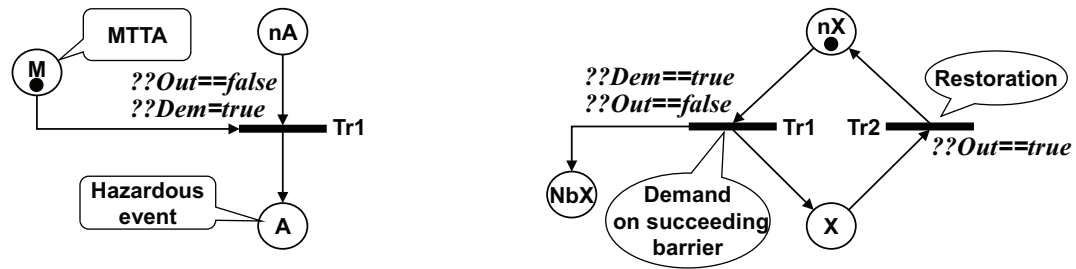 MTTA
M
nA
??Out==false
??Dem=true
Tr1
Hazardous
event
A
nX
??Dem==true
??Out==false
Restoration
Tr1
Tr2
??Out==true
NbX
Demand
on succeeding
barrier
X